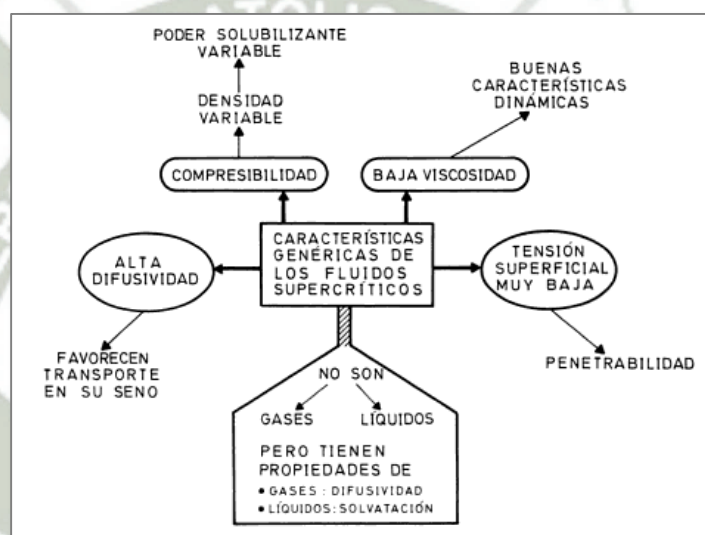 PODER SOLUBILIZANTE
VARIABLE
DENSIDAD
VARIABLE
BUENAS
CARACTERÍSTICAS
DINÁMICAS
COMPRESIBILIDAD
BAJA VISCOSIDAD
CARACTERÍSTICAS
GENÉRICAS DE
LOS FLUIDOS
SUPERCRÍTICOS
ALTA
DIFUSIVIDAD
TENSIÓN
SUPERFICIAL
MUY BAJA
FAVORECEN
TRANSPORTE
EN SU SENO
PENETRABILIDAD
NO SON
GASES LÍQUIDOS
PERO TIENEN
PROPIEDADES DE
• GASES : DIFUSIVIDAD
• LÍQUIDOS: SOLVATACIÓN